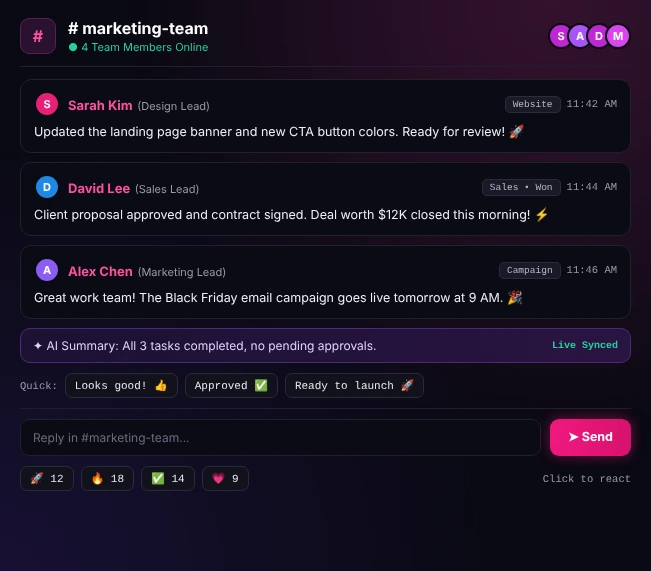 # # marketing-team
4 Team Members Online
S A D M
S Sarah Kim (Design Lead) Website 11:42 AM
Updated the landing page banner and new CTA button colors. Ready for review! 🚀
D David Lee (Sales Lead) Sales • Won 11:44 AM
Client proposal approved and contract signed. Deal worth $12K closed this morning! ⚡
A Alex Chen (Marketing Lead) Campaign 11:46 AM
Great work team! The Black Friday email campaign goes live tomorrow at 9 AM. 🎉
✦ AI Summary: All 3 tasks completed, no pending approvals. Live Synced
Quick: Looks good! 👍 Approved ✅ Ready to launch 🚀
Reply in #marketing-team... ➤ Send
🚀 12 🔥 18 ✅ 14 💗 9 Click to react